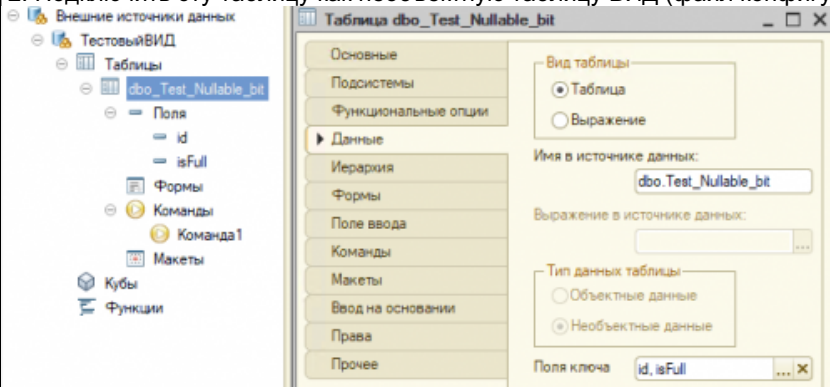 Внешние источники данных
ТестовыйВИД
Таблицы
dbo_Test_Nullable_bit
Поля
id
isFull
Формы
Команды
Команда1
Макеты
Кубы
Функции
Таблица dbo_Test_Nullable_bit
Основные
Подсистемы
Функциональные опции
Данные
Иерархия
Формы
Поле ввода
Команды
Макеты
Ввод на основании
Права
Прочее
Вид таблицы
Таблица
Выражение
Имя в источнике данных:
dbo.Test_Nullable_bit
Выражение в источнике данных:
...
Тип данных таблицы
Объектные данные
Необъектные данные
Поля ключа id, isFull ...